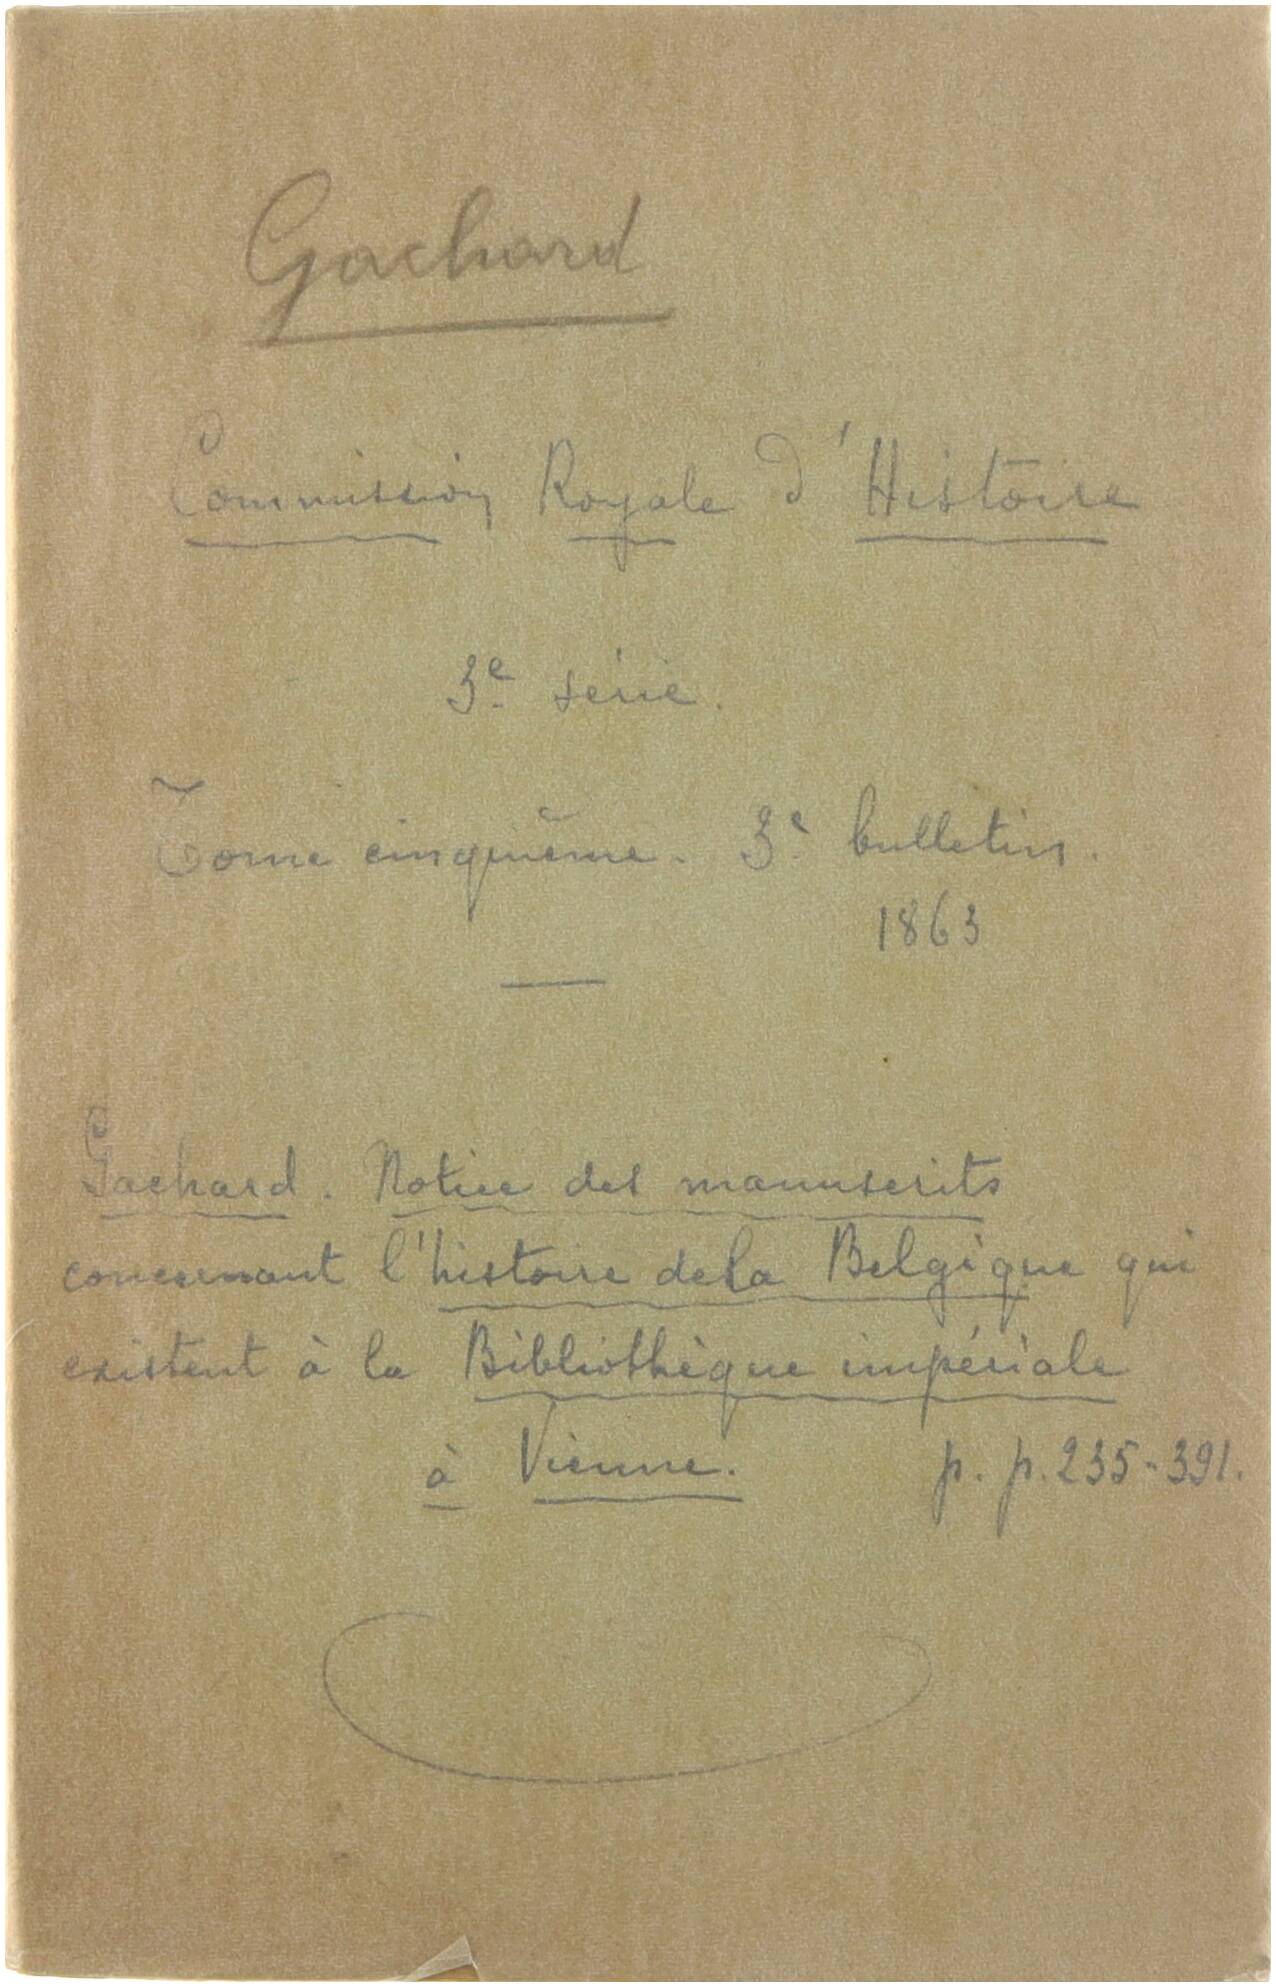 Gachard
Commission Royale d'Histoire
3e. série.
Tome cinquième. 3e. bulletin.
1863
Gachard. Notice des manuscrits
concernant l'histoire de la Belgique qui
existent à la Bibliothèque impériale
à Vienne. p. p. 235-391.